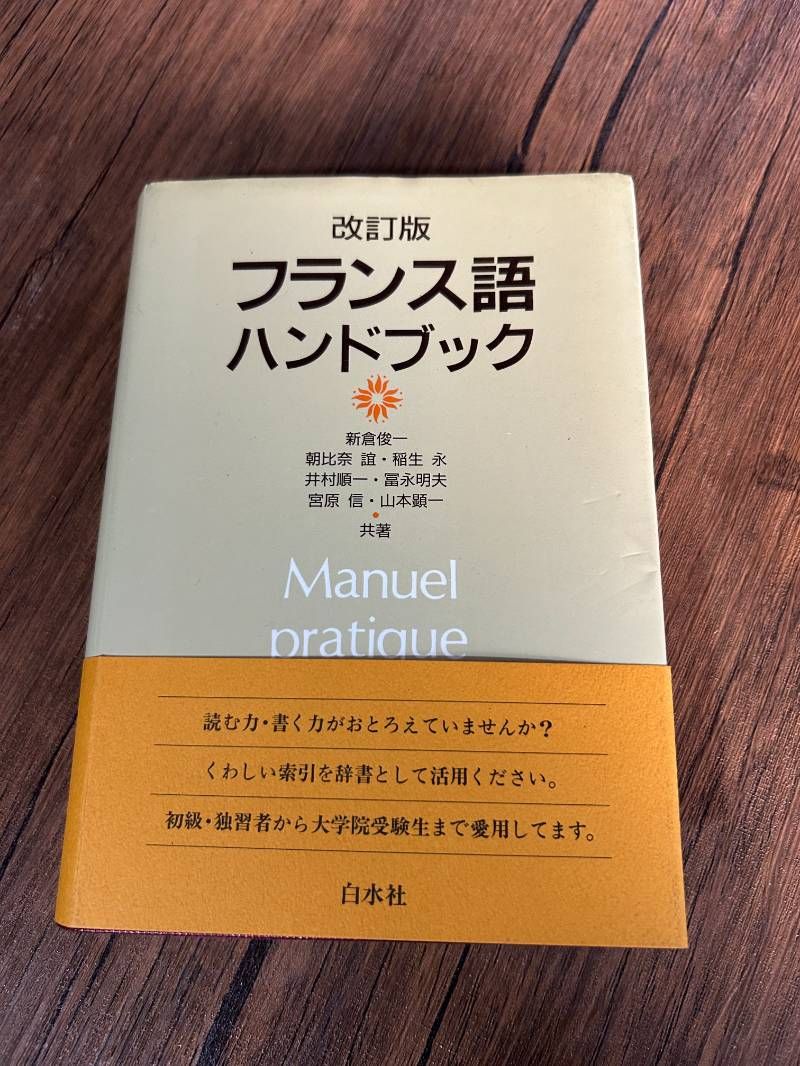 改訂版
フランス語
ハンドブック
新倉俊一
朝比奈 誼・稲生 永
井村順一・冨永明夫
宮原 信・山本顕一
共著
Manuel
pratique
読む力・書く力がおとろえていませんか?
くわしい索引を辞書として活用ください。
初級・独習者から大学院受験生まで愛用してます。
白水社